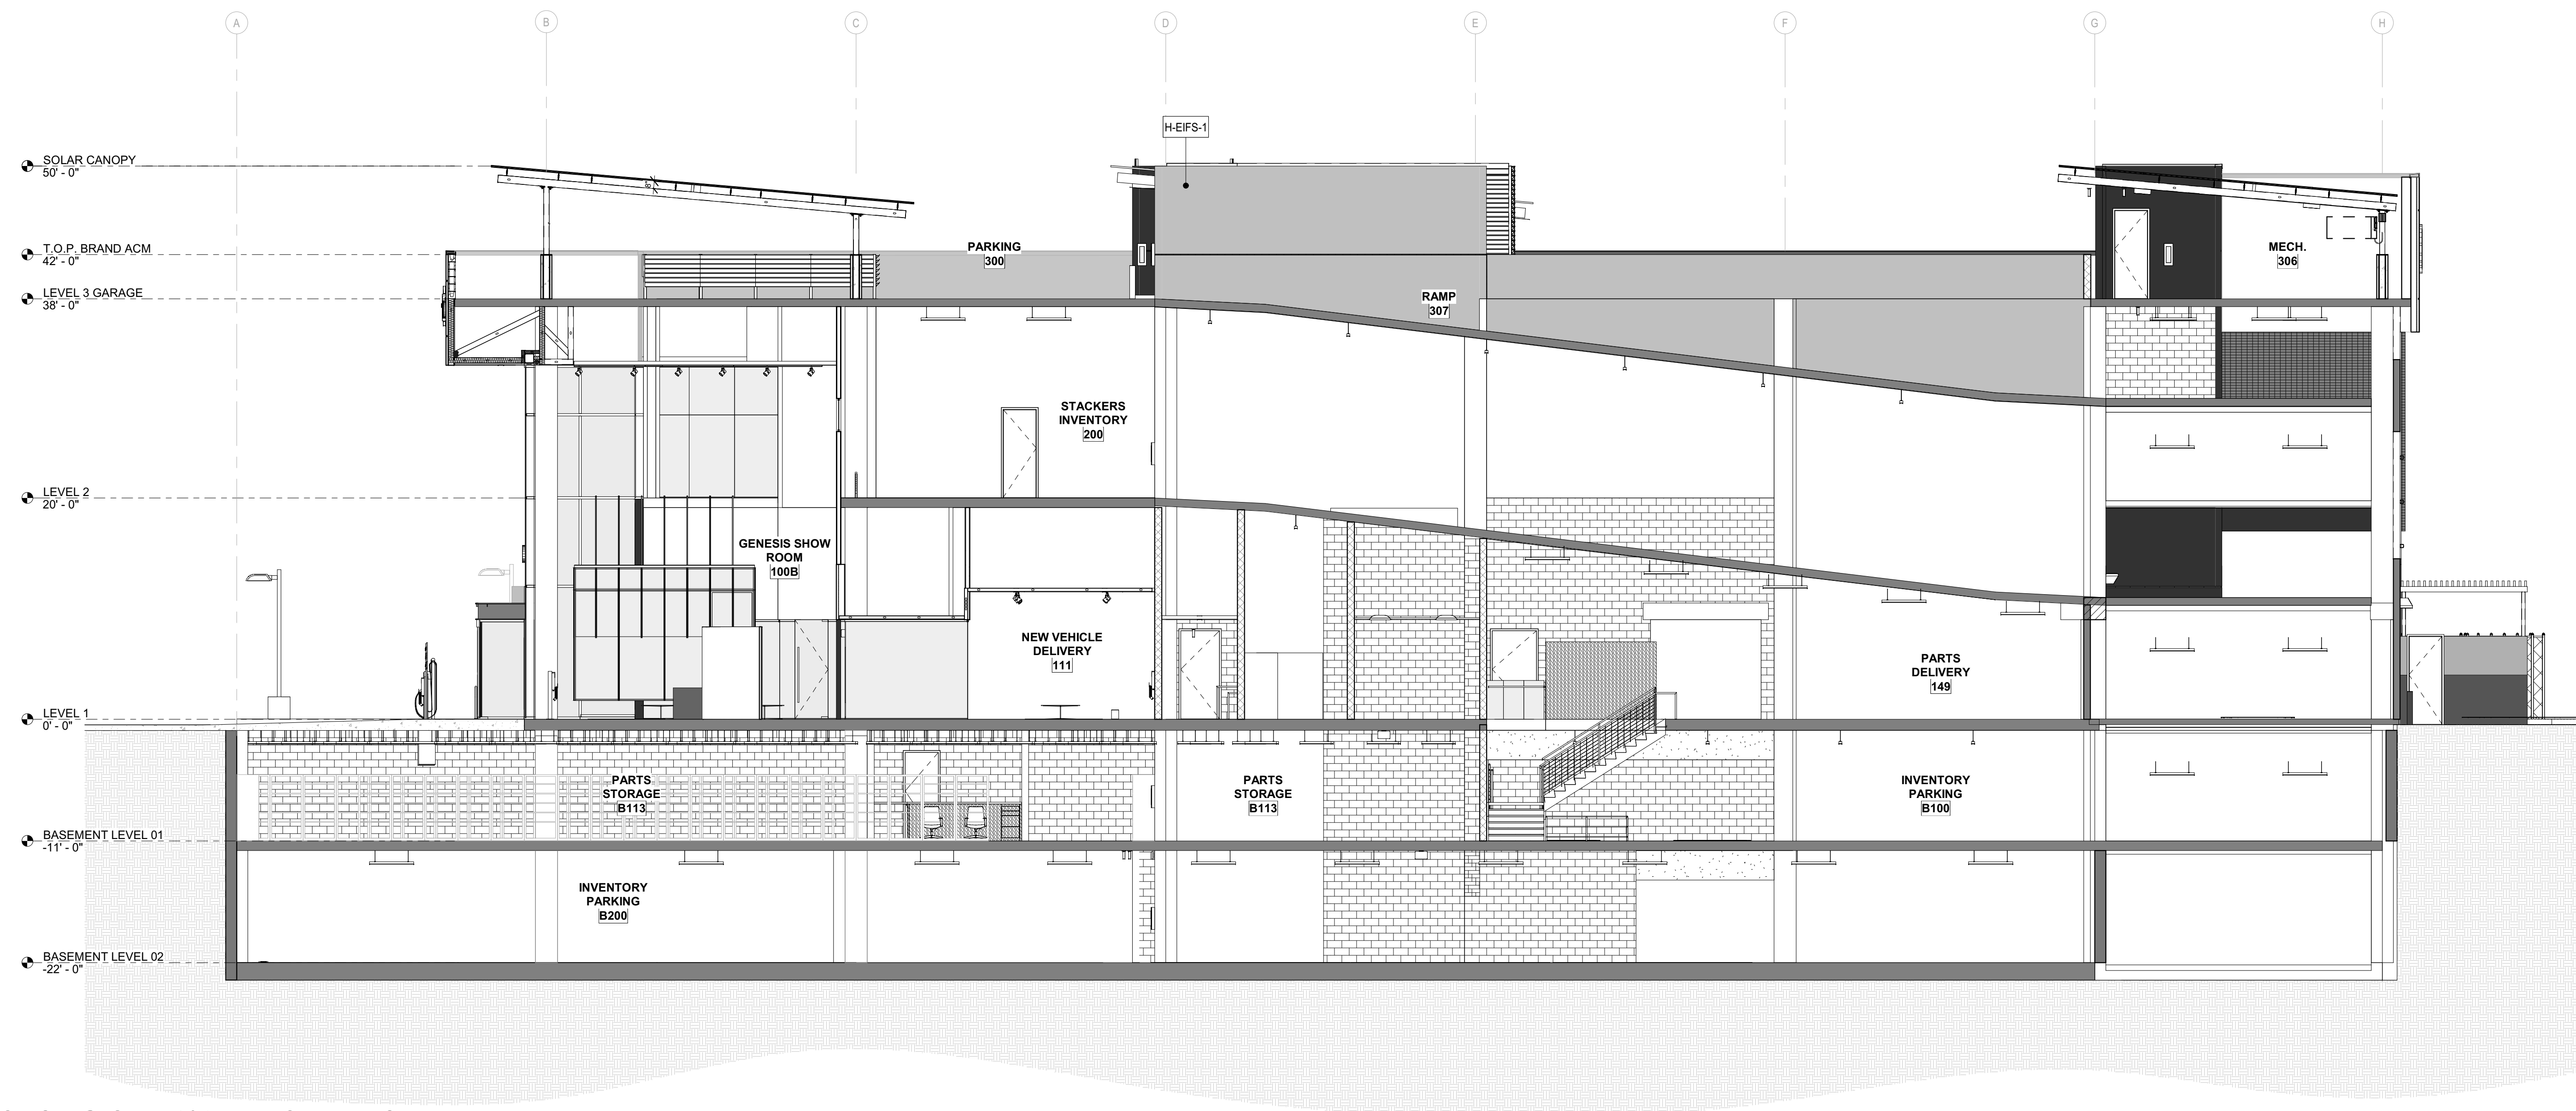 A
B
C
D
E
F
G
H
H-EIFS-1
SOLAR CANOPY
50' - 0"
8"
T.O.P. BRAND ACM
42' - 0"
PARKING
300
MECH.
306
LEVEL 3 GARAGE
38' - 0"
RAMP
307
STACKERS
INVENTORY
200
LEVEL 2
20' - 0"
GENESIS SHOW
ROOM
100B
NEW VEHICLE
DELIVERY
111
PARTS
DELIVERY
149
LEVEL 1
0' - 0"
PARTS
STORAGE
B113
PARTS
STORAGE
B113
INVENTORY
PARKING
B100
BASEMENT LEVEL 01
-11' - 0"
INVENTORY
PARKING
B200
BASEMENT LEVEL 02
-22' - 0"